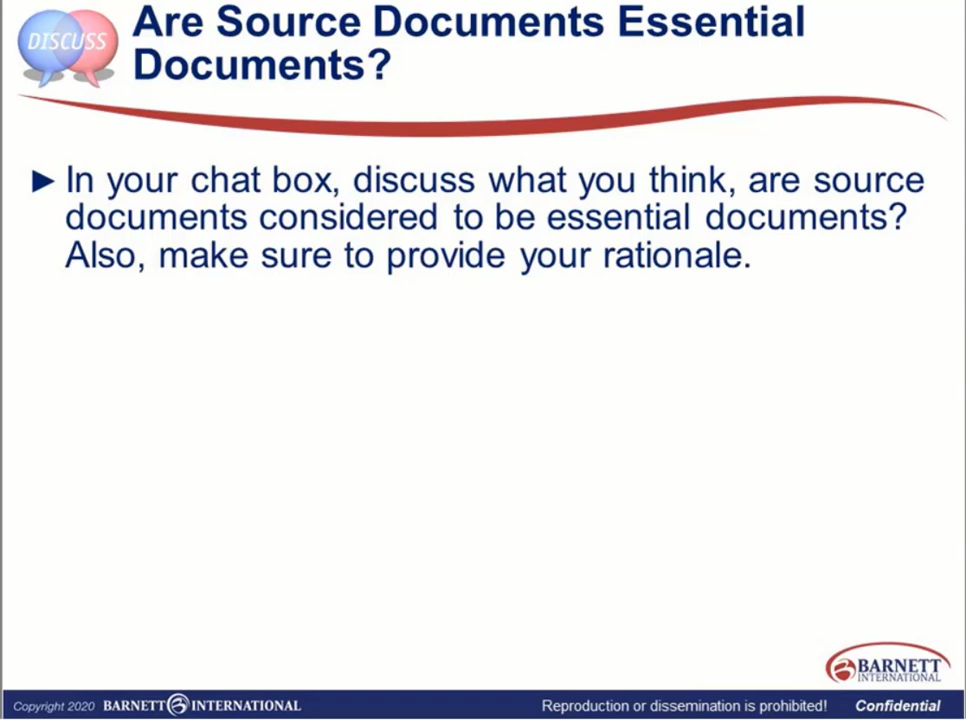 DISCUSS
Are Source Documents Essential
Documents?
► In your chat box, discuss what you think, are source
documents considered to be essential documents?
Also, make sure to provide your rationale.
BARNETT
INTERNATIONAL
Copyright 2020 BARNETT INTERNATIONAL
Reproduction or dissemination is prohibited! Confidential